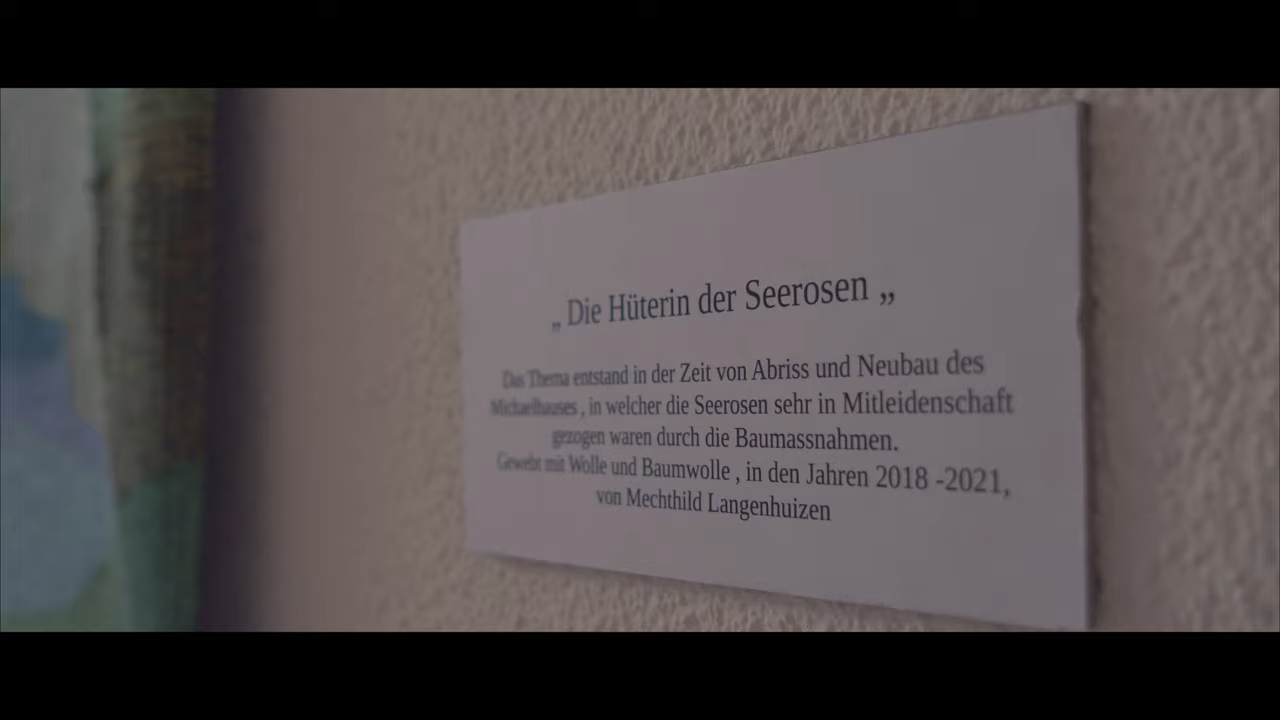 „ Die Hüterin der Seerosen „
Das Thema entstand in der Zeit von Abriss und Neubau des
Michaelhauses , in welcher die Seerosen sehr in Mitleidenschaft
gezogen waren durch die Baumassnahmen.
Gewebt mit Wolle und Baumwolle , in den Jahren 2018 -2021,
von Mechthild Langenhuizen